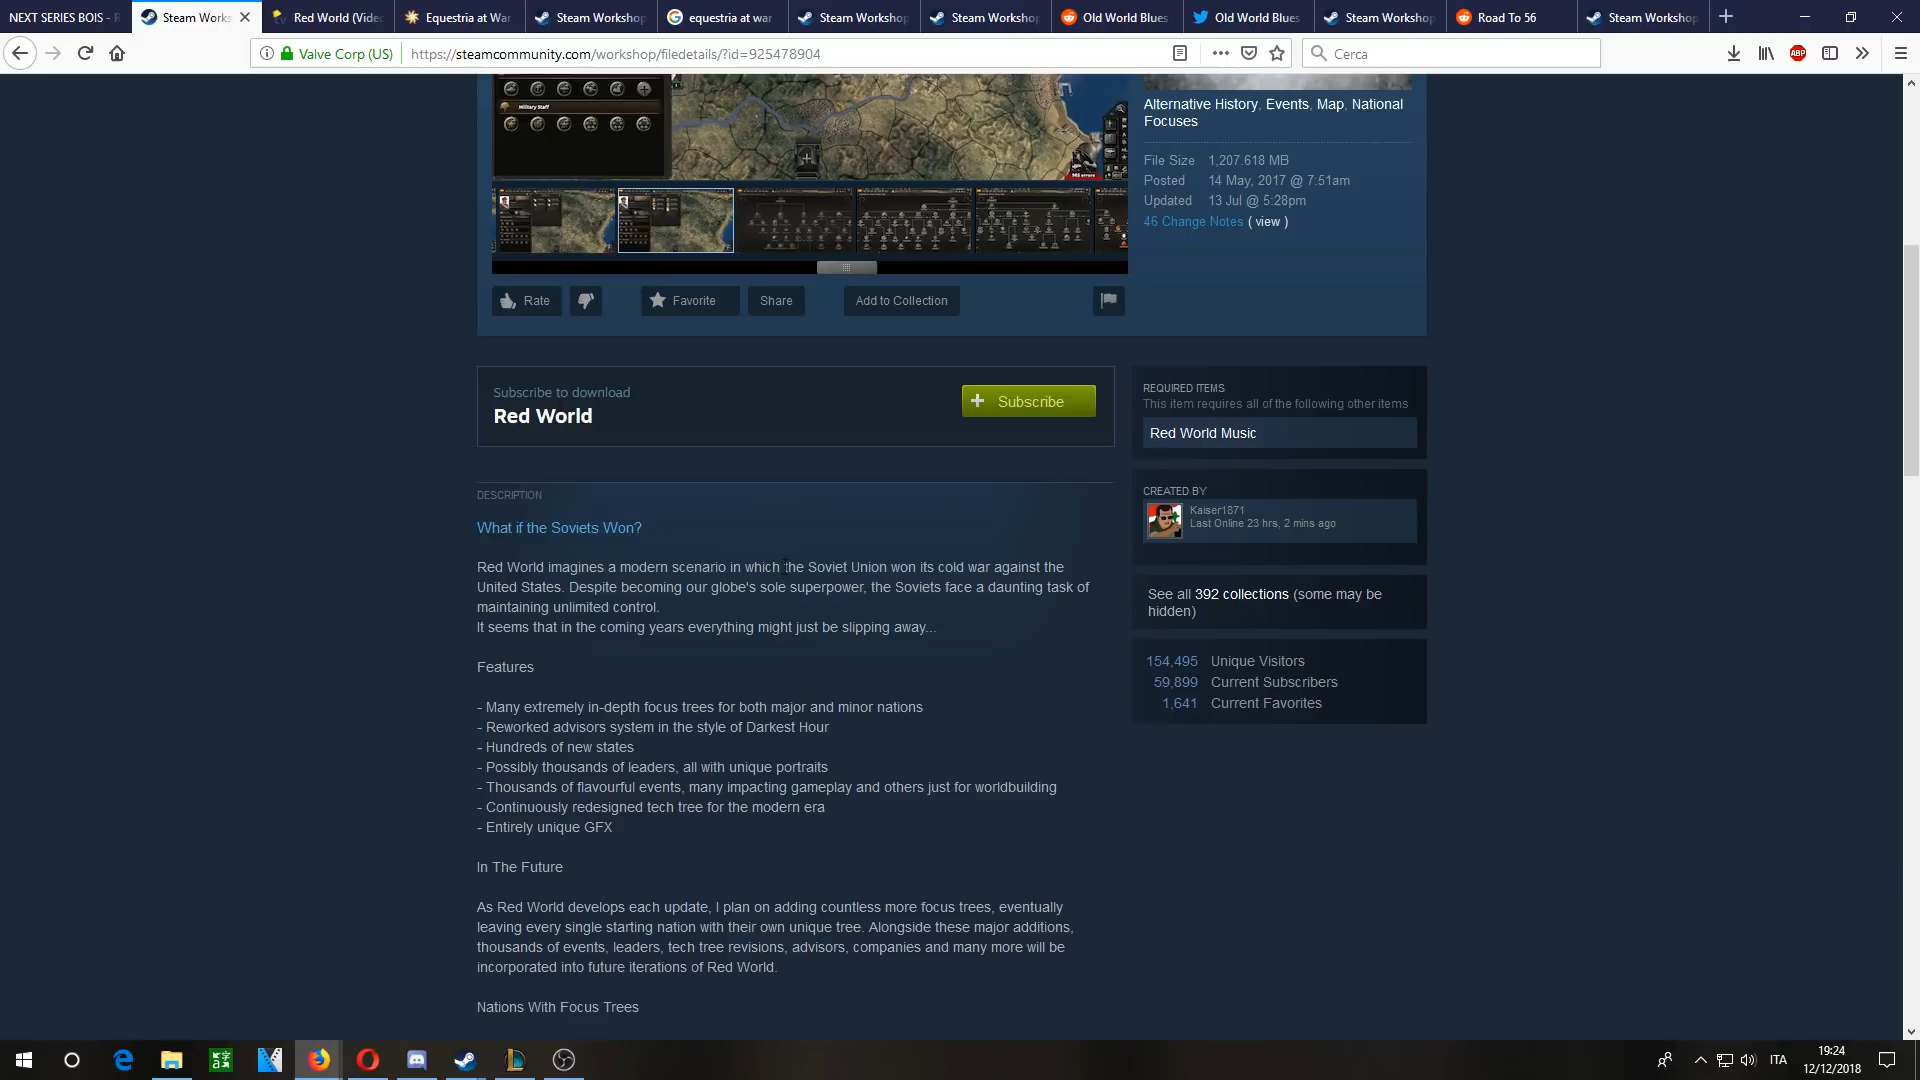 NEXT SERIES BOIS - R
Steam Works
Red World (Vide
Equestria at War
Steam Workshop
equestria at war
Steam Workshop
Steam Workshop
Old World Blues
Old World Blues
Steam Workshop
Road To 56
Steam Workshop
Valve Corp (US)
https://steamcommunity.com/workshop/filedetails/?id=925478904
Cerca
ABP
Military Staff
Alternative History, Events, Map, National
Focuses
File Size 1,207.618 MB
Posted 14 May, 2017 @ 7:51am
Updated 13 Jul @ 5:28pm
46 Change Notes ( view )
Rate
Favorite
Share
Add to Collection
Subscribe to download
Red World
Subscribe
REQUIRED ITEMS
This item requires all of the following other items
Red World Music
DESCRIPTION
What if the Soviets Won?
Red World imagines a modern scenario in which the Soviet Union won its cold war against the
United States. Despite becoming our globe's sole superpower, the Soviets face a daunting task of
maintaining unlimited control.
It seems that in the coming years everything might just be slipping away...
Features
- Many extremely in-depth focus trees for both major and minor nations
- Reworked advisors system in the style of Darkest Hour
- Hundreds of new states
- Possibly thousands of leaders, all with unique portraits
- Thousands of flavourful events, many impacting gameplay and others just for worldbuilding
- Continuously redesigned tech tree for the modern era
- Entirely unique GFX
In The Future
As Red World develops each update, I plan on adding countless more focus trees, eventually
leaving every single starting nation with their own unique tree. Alongside these major additions,
thousands of events, leaders, tech tree revisions, advisors, companies and many more will be
incorporated into future iterations of Red World.
Nations With Focus Trees
CREATED BY
Kaiser1871
Last Online 23 hrs, 2 mins ago
See all 392 collections (some may be
hidden)
154,495 Unique Visitors
59,899 Current Subscribers
1,641 Current Favorites
ITA
19:24
12/12/2018